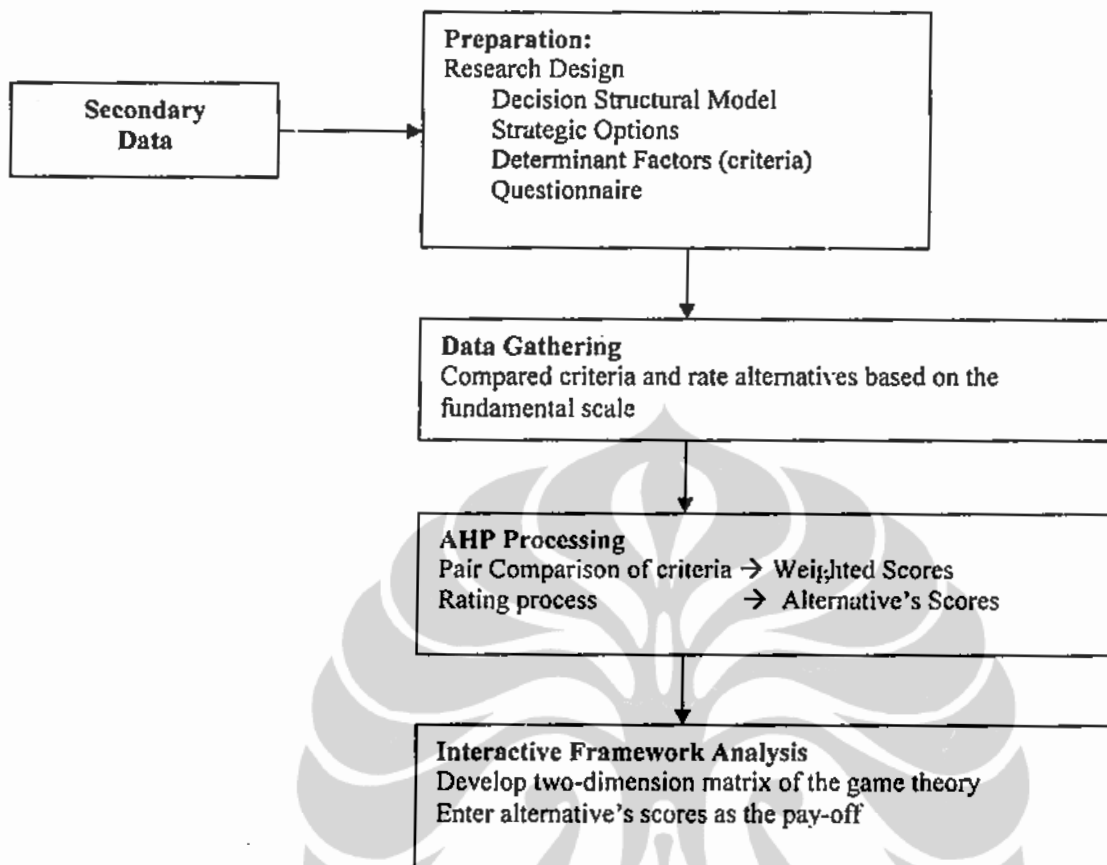 Secondary
Data
Preparation:
Research Design
Decision Structural Model
Strategic Options
Determinant Factors (criteria)
Questionnaire
Data Gathering
Compared criteria and rate alternatives based on the
fundamental scale
AHP Processing
Pair Comparison of criteria → Weighted Scores
Rating process → Alternative's Scores
Interactive Framework Analysis
Develop two-dimension matrix of the game theory
Enter alternative's scores as the pay-off